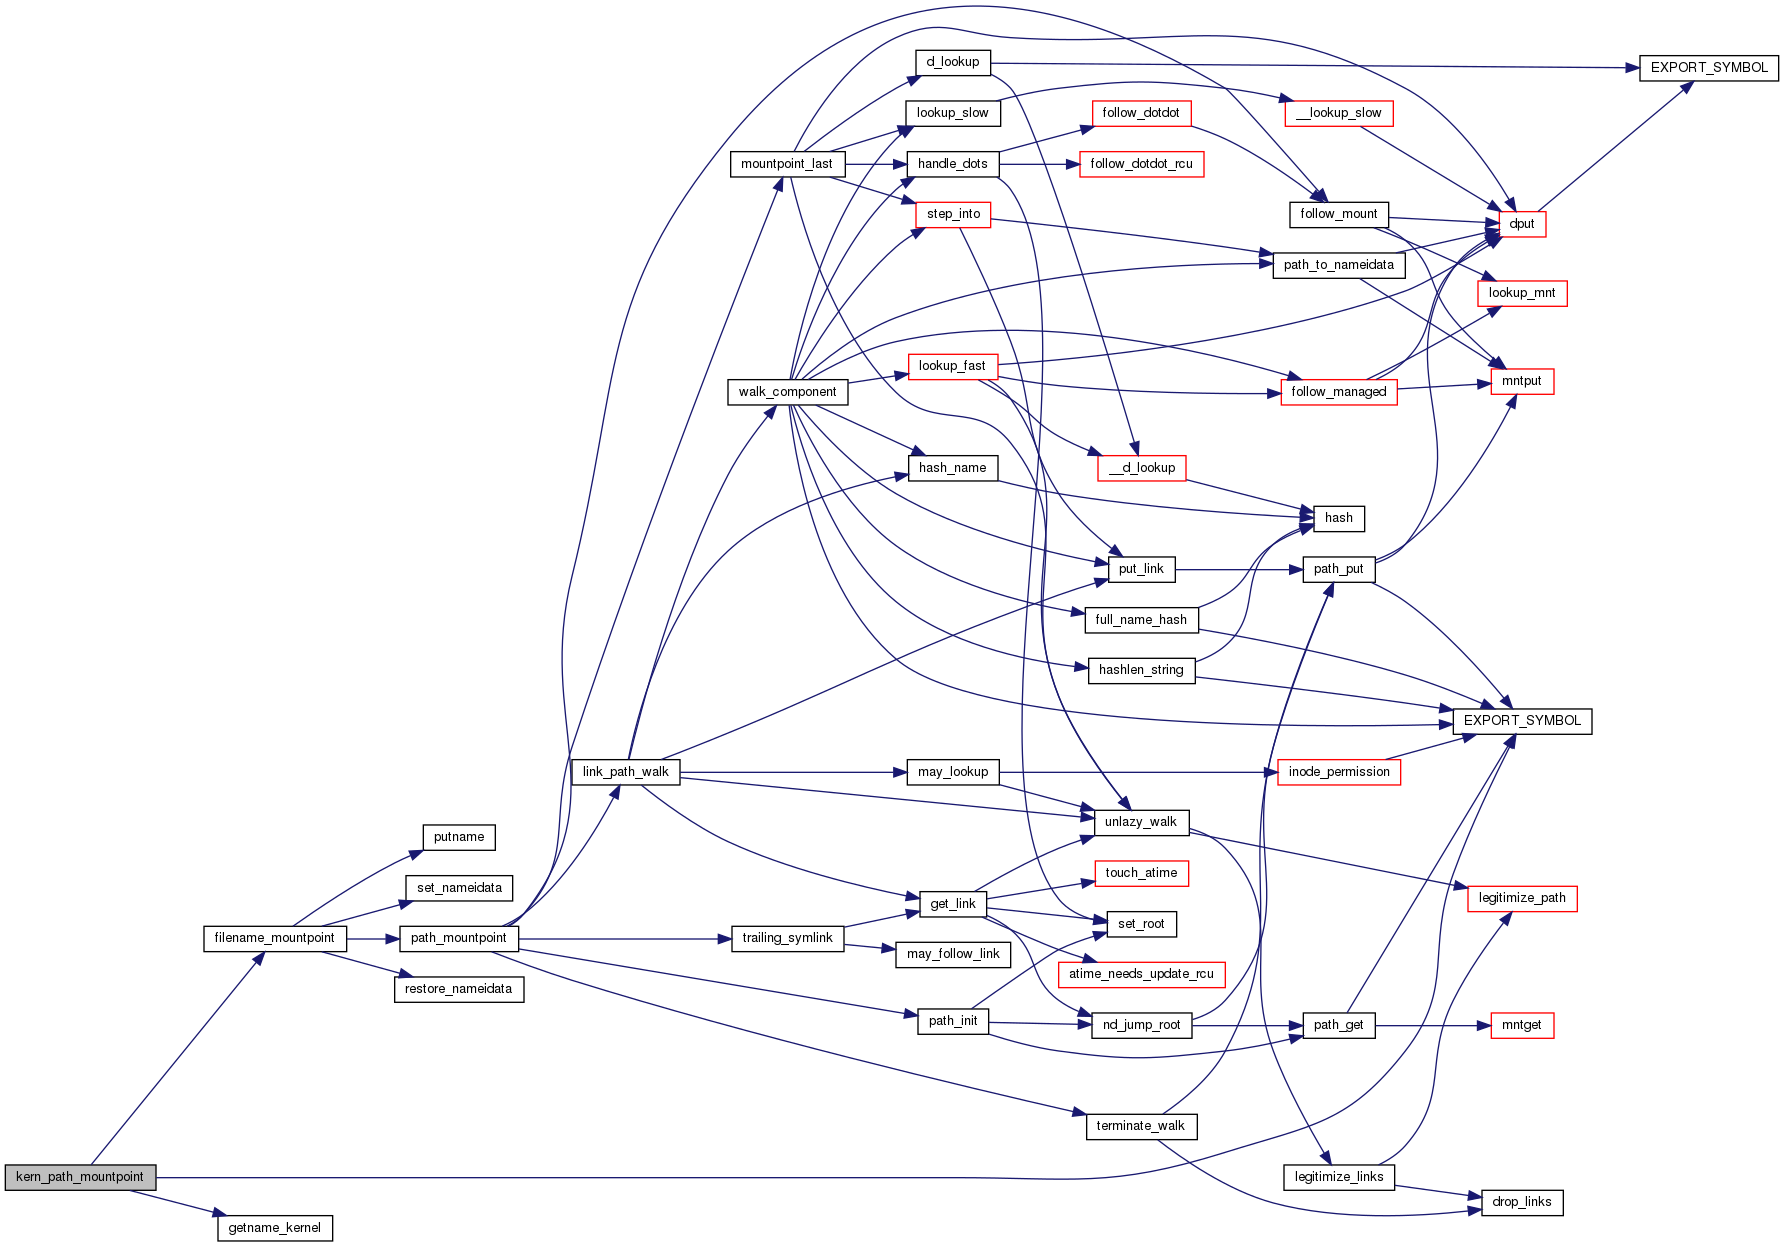 kern_path_mountpoint
filename_mountpoint
getname_kernel
putname
set_nameidata
path_mountpoint
restore_nameidata
link_path_walk
mountpoint_last
walk_component
trailing_symlink
d_lookup
lookup_slow
handle_dots
step_into
lookup_fast
hash_name
may_lookup
get_link
may_follow_link
path_init
follow_dotdot
follow_dotdot_rcu
__d_lookup
put_link
full_name_hash
hashlen_string
unlazy_walk
touch_atime
set_root
atime_needs_update_rcu
nd_jump_root
terminate_walk
__lookup_slow
follow_mount
path_to_nameidata
follow_managed
hash
path_put
inode_permission
path_get
legitimize_links
dput
lookup_mnt
mntput
EXPORT_SYMBOL
legitimize_path
mntget
drop_links
EXPORT_SYMBOL